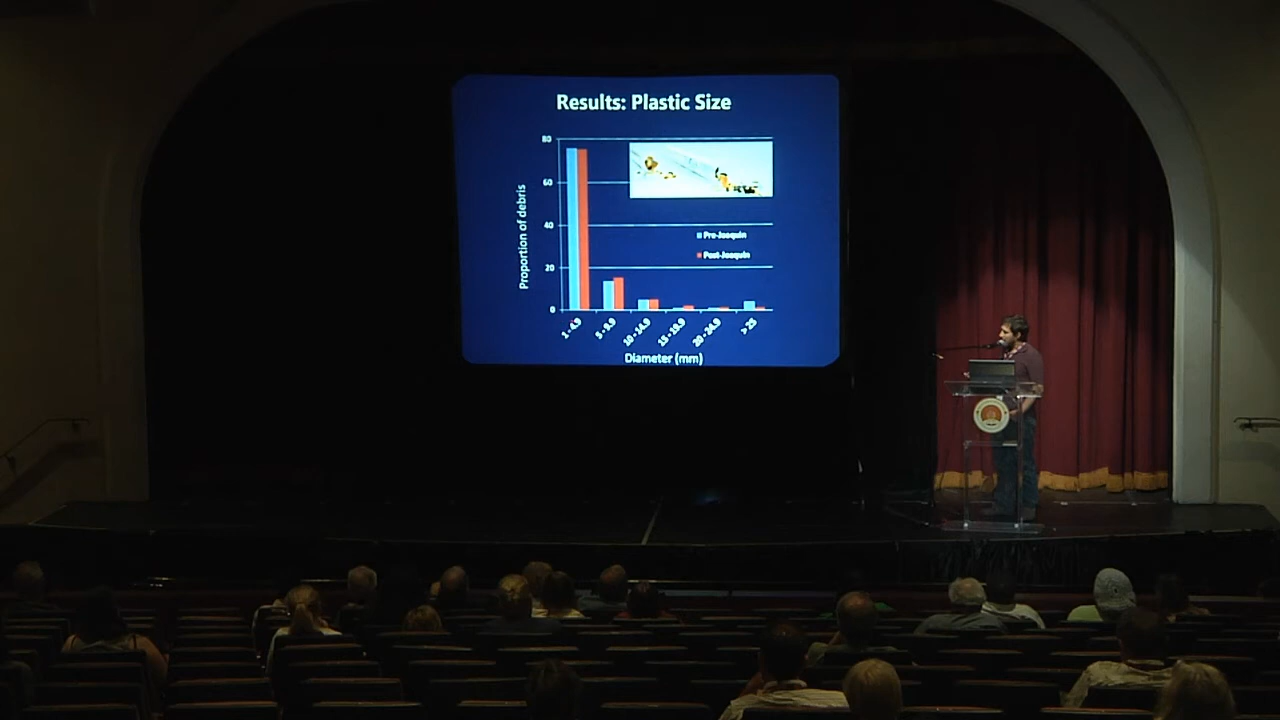 Results: Plastic Size
80
60
40
20
0
Proportion of debris
Pre-Joaquin
Post-Joaquin
1 - 4.9
5 - 9.9
10 - 14.9
15 - 19.9
20 - 24.9
> 25
Diameter (mm)